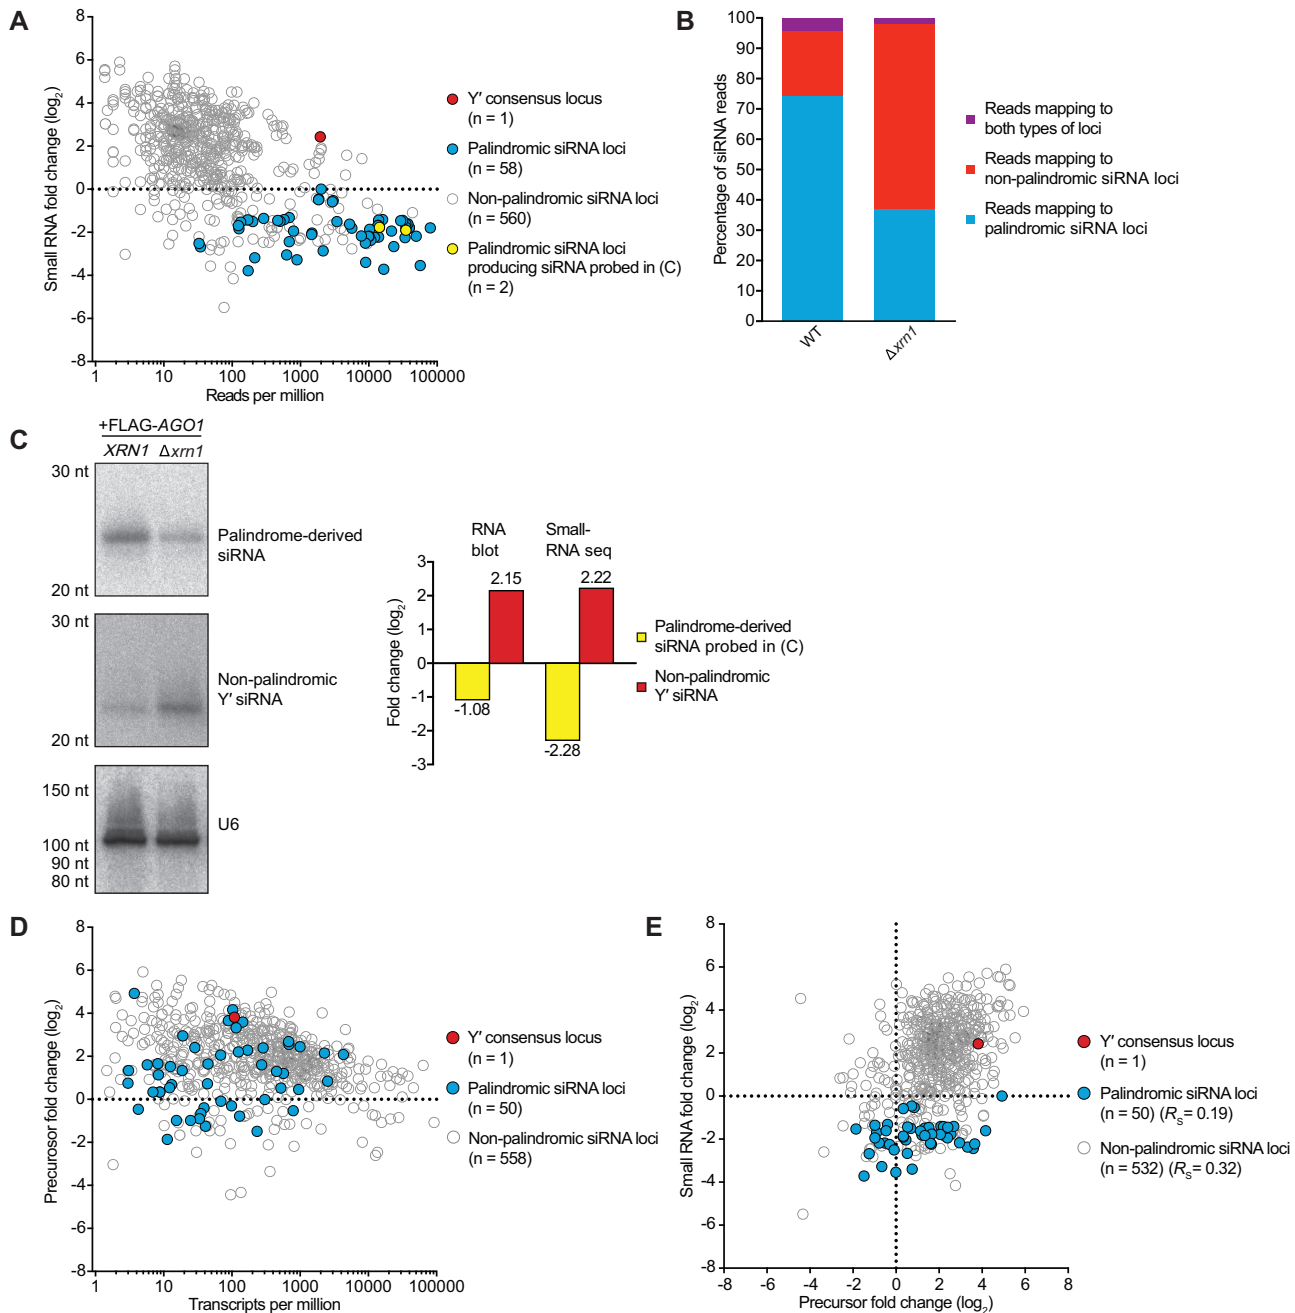 A
Small RNA fold change (log2)
8
6
4
2
0
-2
-4
-6
-8
1
10
100
1000
10000
100000
Reads per million
Y′ consensus locus
(n = 1)
Palindromic siRNA loci
(n = 58)
Non-palindromic siRNA loci
(n = 560)
Palindromic siRNA loci
producing siRNA probed in (C)
(n = 2)
B
Percentage of siRNA reads
100
90
80
70
60
50
40
30
20
10
0
WT
Δxrn1
Reads mapping to
both types of loci
Reads mapping to
non-palindromic siRNA loci
Reads mapping to
palindromic siRNA loci
C
+FLAG-AGO1
XRN1 Δxrn1
30 nt
20 nt
Palindrome-derived
siRNA
30 nt
20 nt
Non-palindromic
Y′ siRNA
150 nt
100 nt
90 nt
80 nt
U6
RNA
blot
Small-
RNA seq
Fold change (log2)
3
2
1
0
-1
-2
-3
2.15
2.22
-1.08
-2.28
Palindrome-derived
siRNA probed in (C)
Non-palindromic
Y′ siRNA
D
Precurosor fold change (log2)
8
6
4
2
0
-2
-4
-6
-8
1
10
100
1000
10000
100000
Transcripts per million
Y′ consensus locus
(n = 1)
Palindromic siRNA loci
(n = 50)
Non-palindromic siRNA loci
(n = 558)
E
Small RNA fold change (log2)
8
6
4
2
0
-2
-4
-6
-8
-8
-6
-4
-2
0
2
4
6
8
Precursor fold change (log2)
Y′ consensus locus
(n = 1)
Palindromic siRNA loci
(n = 50) (RS= 0.19)
Non-palindromic siRNA loci
(n = 532) (RS= 0.32)